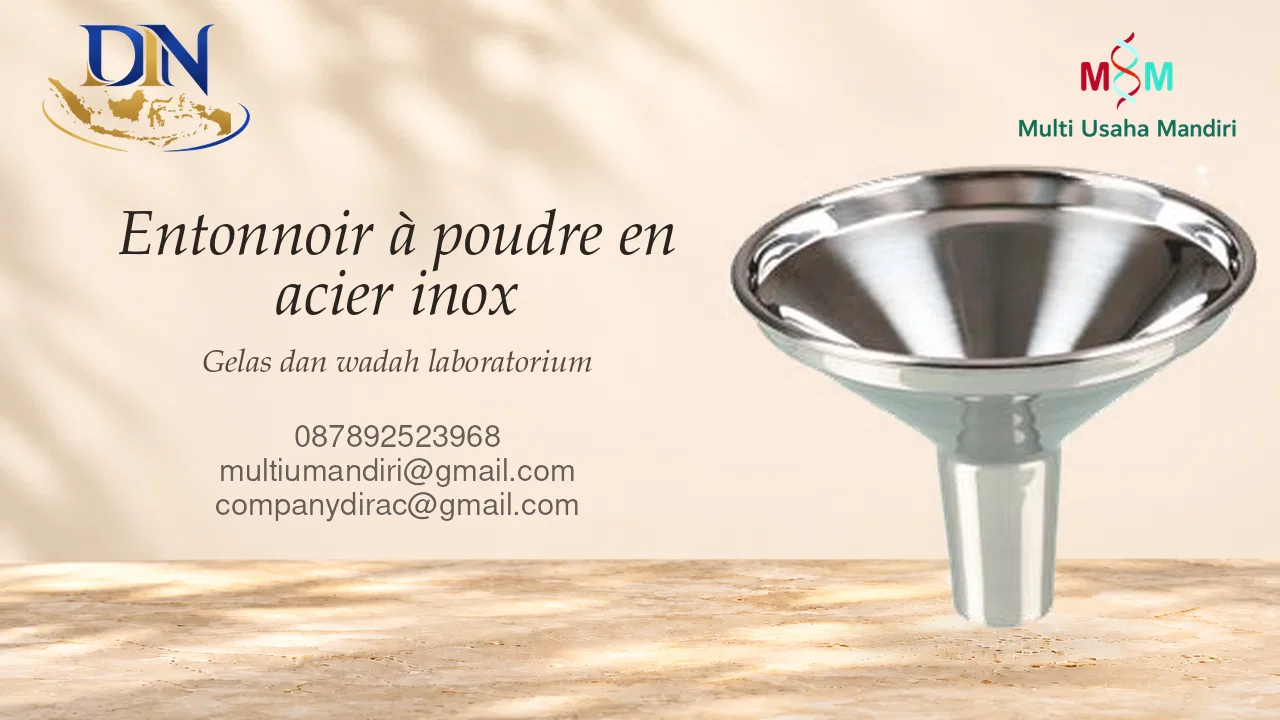 DIN
M M
Multi Usaha Mandiri
Entonnoir à poudre en
acier inox
Gelas dan wadah laboratorium
087892523968
multiumandiri@gmail.com
companydirac@gmail.com